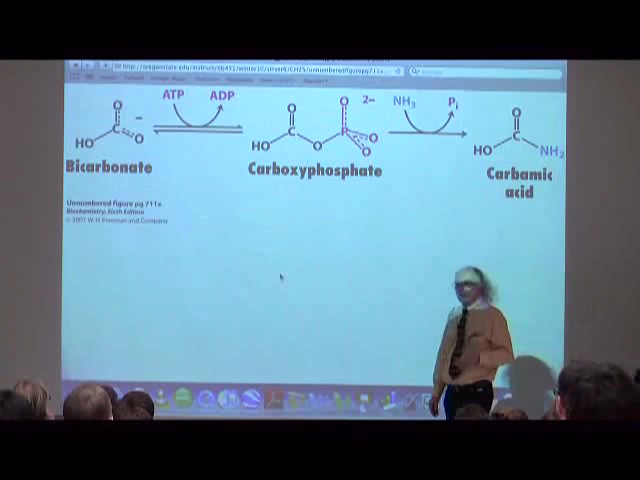 http://oregonstate.edu/instruct/bb451/winter10/stryer6/CH25/unnumberedfigurepg711a
ATP ADP
NH3 Pi
2−
O
−
C
HO O
O
C
HO O
O
P O
O
O
C
HO NH2
Bicarbonate
Carboxyphosphate
Carbamic
acid
Unnumbered figure pg 711a
Biochemistry, Sixth Edition
© 2007 W. H. Freeman and Company